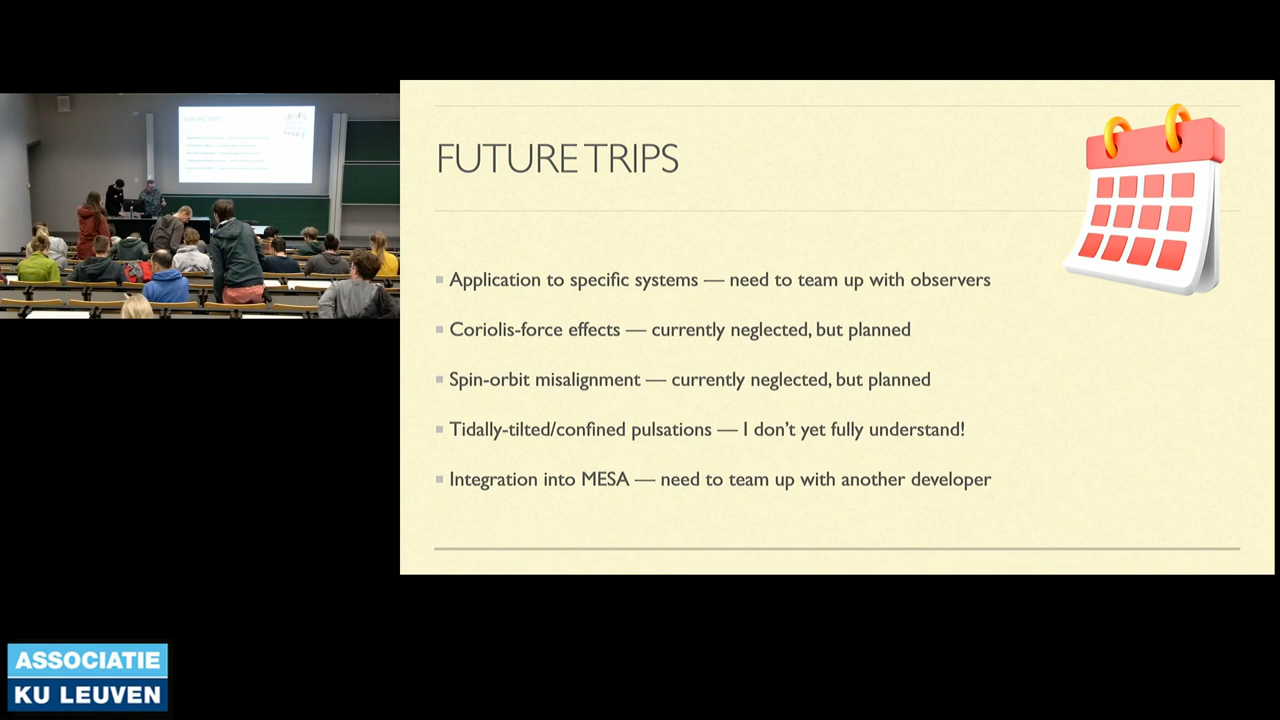 FUTURE TRIPS
▪ Application to specific systems — need to team up with observers
▪ Coriolis-force effects — currently neglected, but planned
▪ Spin-orbit misalignment — currently neglected, but planned
▪ Tidally-tilted/confined pulsations — I don't yet fully understand!
▪ Integration into MESA — need to team up with another developer
FUTURE TRIPS
ASSOCIATIE
KU LEUVEN